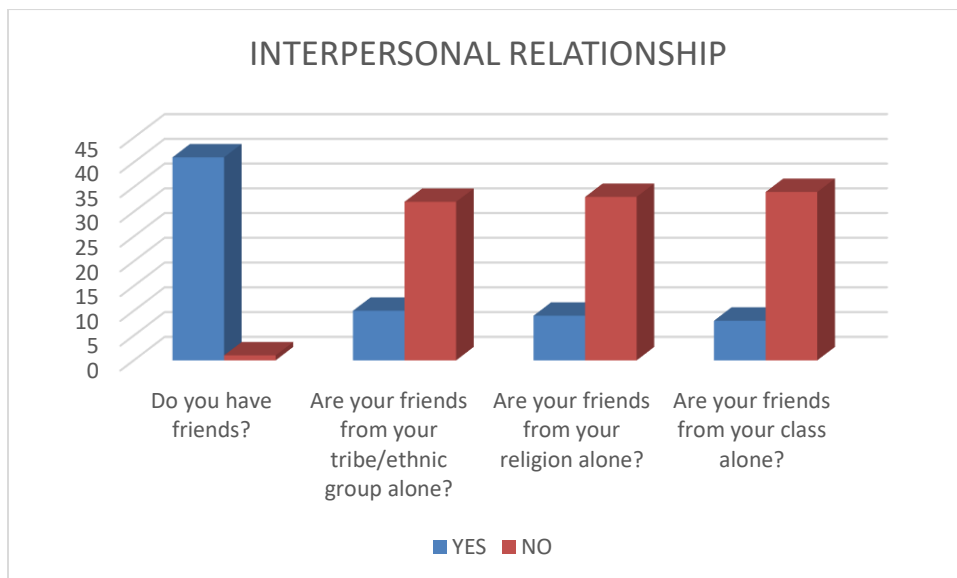 INTERPERSONAL RELATIONSHIP
45
40
35
30
25
20
15
10
5
0
Do you have
friends?
Are your friends
from your
tribe/ethnic
group alone?
Are your friends
from your
religion alone?
Are your friends
from your class
alone?
YES NO